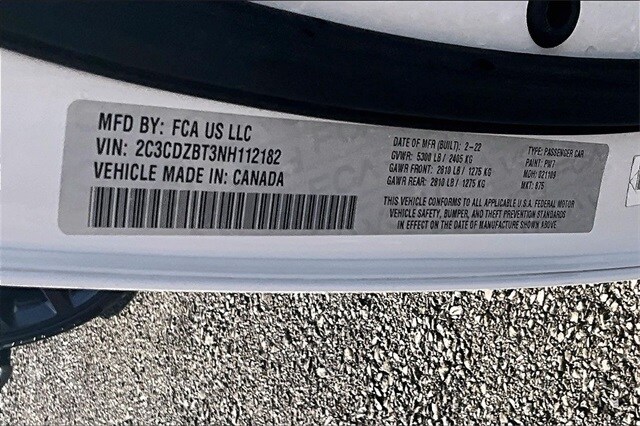 MFD BY: FCA US LLC
VIN: 2C3CDZBT3NH112182
VEHICLE MADE IN: CANADA
DATE OF MFR (BUILT): 2-22
GVWR: 5300 LB / 2405 KG
GAWR FRONT: 2810 LB / 1275 KG
GAWR REAR: 2810 LB / 1275 KG
TYPE: PASSENGER CAR
PAINT: PW7
MDH: 021109
MKT: 875
THIS VEHICLE CONFORMS TO ALL APPLICABLE U.S.A. FEDERAL MOTOR
VEHICLE SAFETY, BUMPER, AND THEFT PREVENTION STANDARDS
IN EFFECT ON THE DATE OF MANUFACTURE SHOWN ABOVE